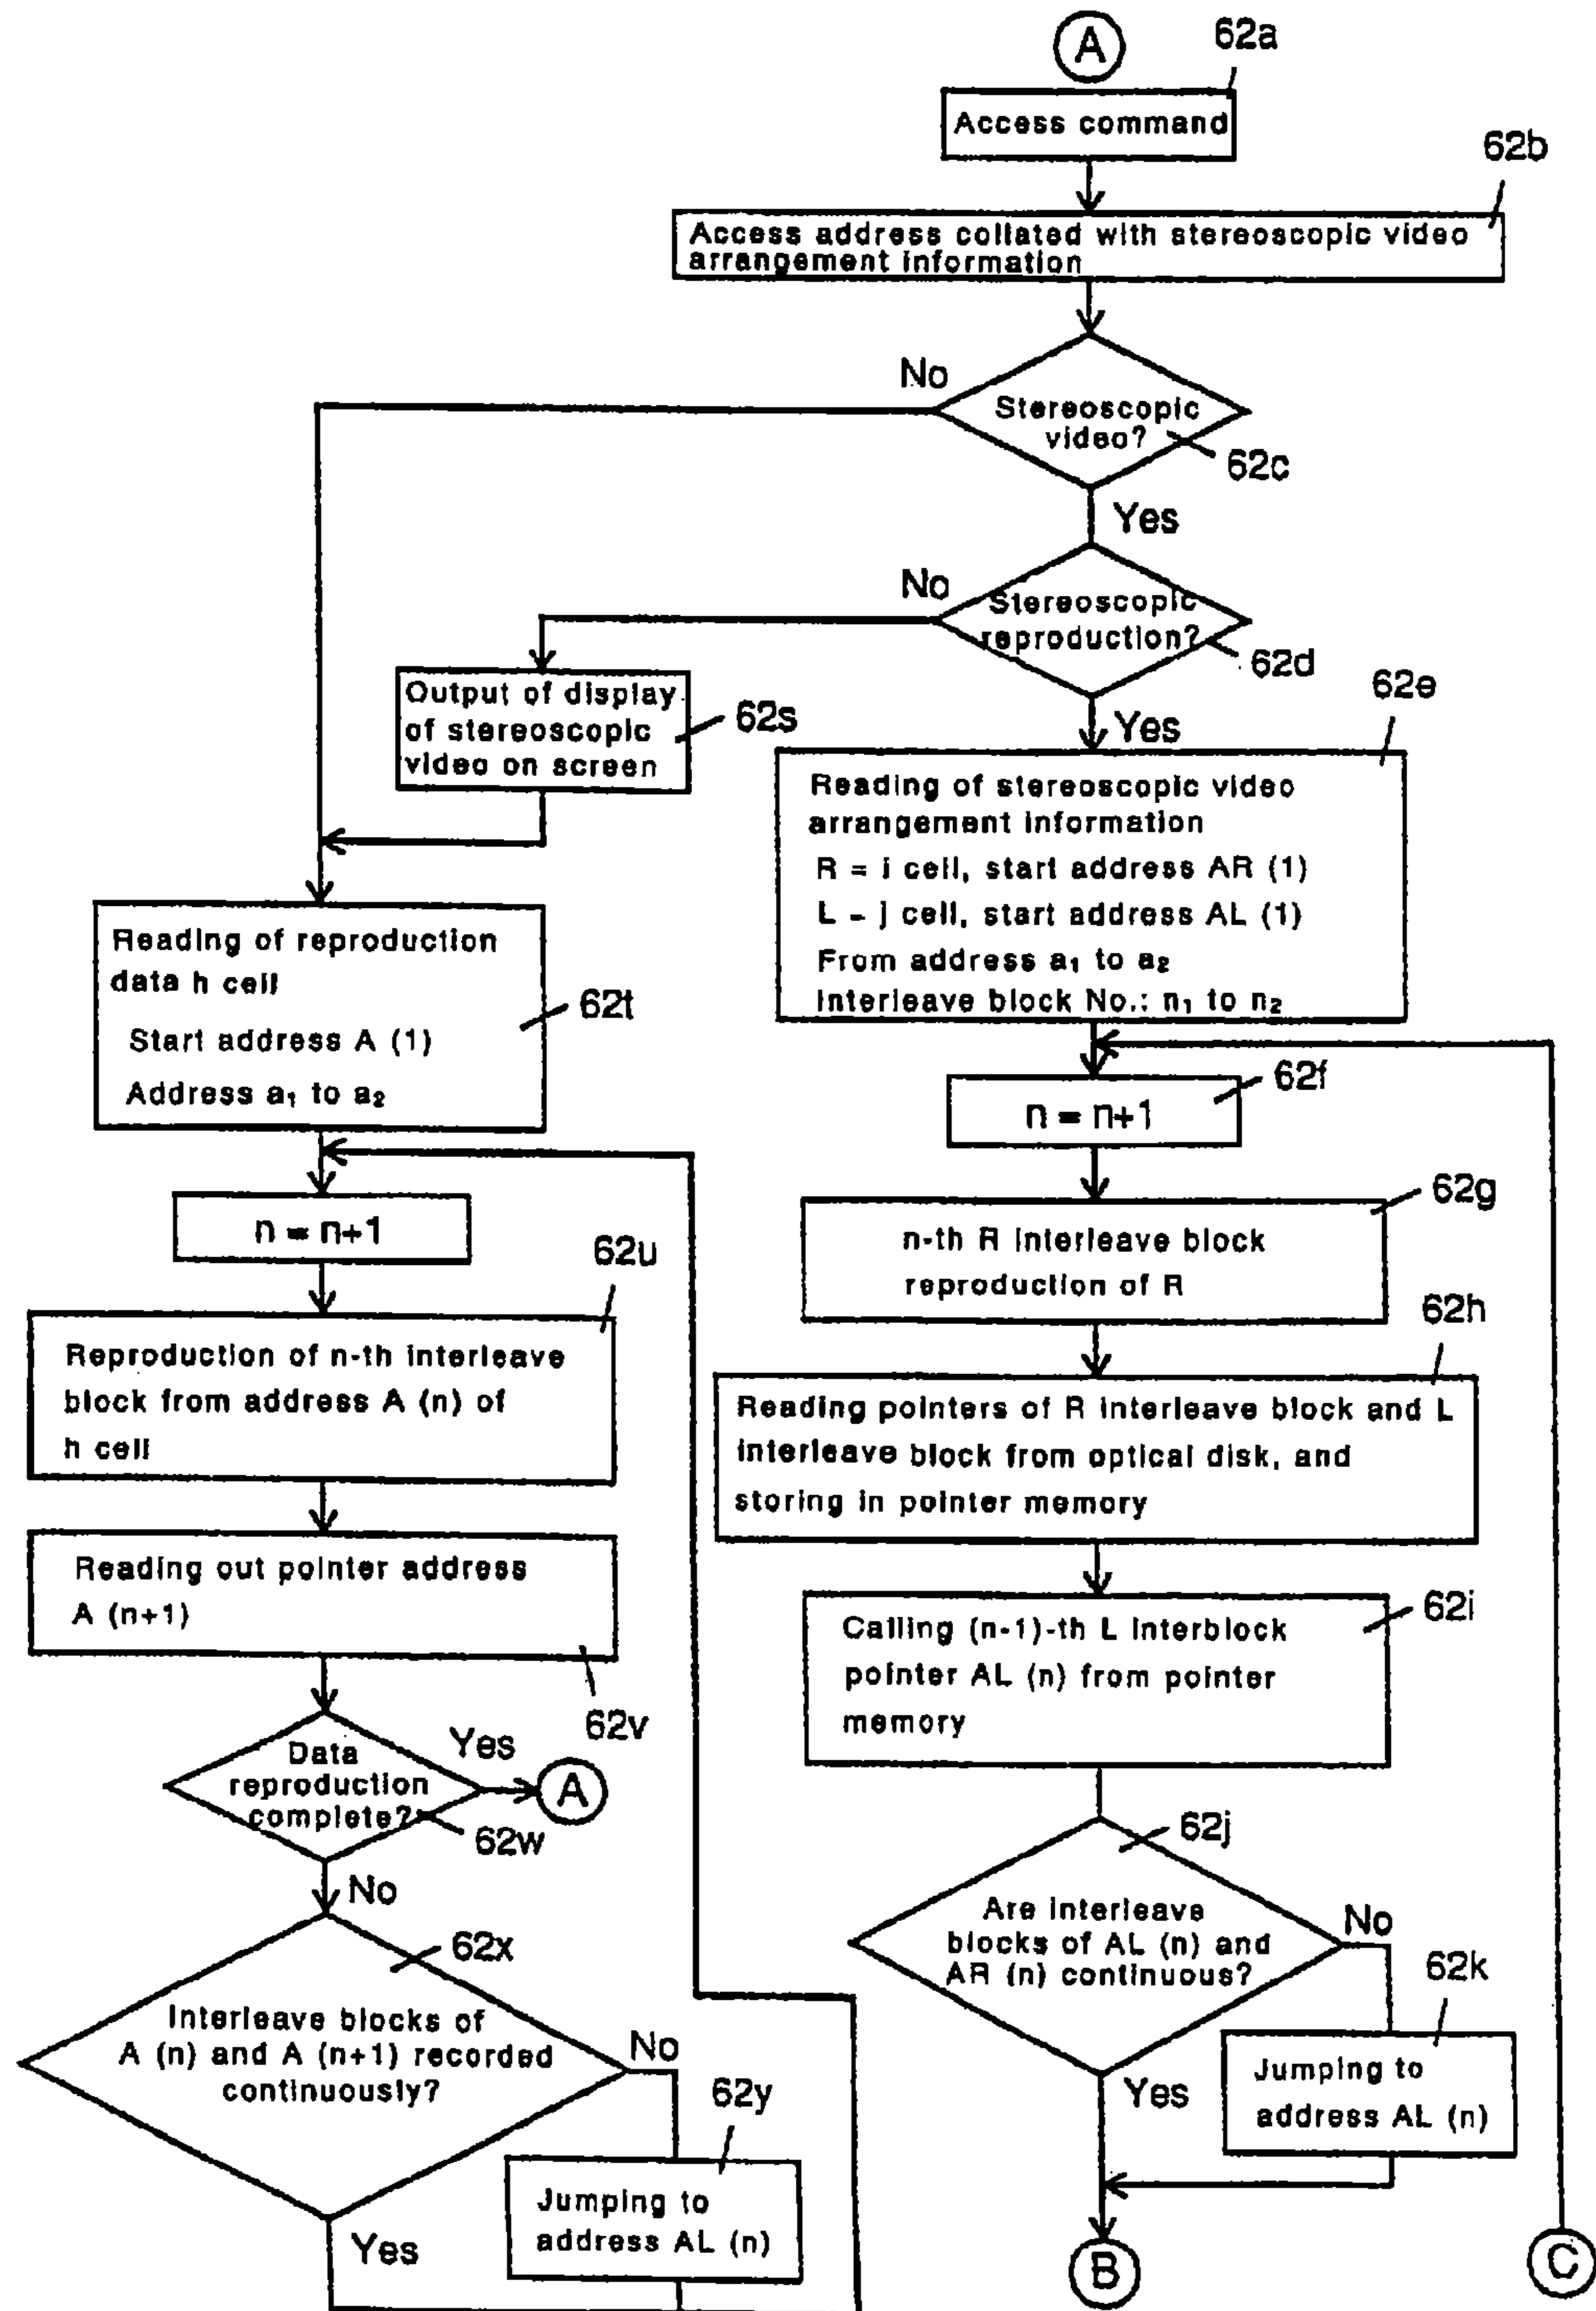 A
62a
Access command
62b
Access address collated with stereoscopic video
arrangement information
No
Stereoscopic
video?
62c
Yes
No
Stereoscopic
reproduction?
62d
Output of display
of stereoscopic
video on screen
62s
Yes
62e
Reading of stereoscopic video
arrangement information
R = i cell, start address AR (1)
L - j cell, start address AL (1)
From address a₁ to a₂
Interleave block No.: n₁ to n₂
Reading of reproduction
data h cell
Start address A (1)
Address a₁ to a₂
62t
62f
n = n+1
n = n+1
62g
n-th R interleave block
reproduction of R
62u
Reproduction of n-th interleave
block from address A (n) of
h cell
62h
Reading pointers of R interleave block and L
interleave block from optical disk, and
storing in pointer memory
Reading out pointer address
A (n+1)
62v
62i
Calling (n-1)-th L interblock
pointer AL (n) from pointer
memory
Data
reproduction
complete?
Yes
A
62w
No
62j
Are interleave
blocks of AL (n) and
AR (n) continuous?
No
62k
Jumping to
address AL (n)
Yes
62x
Interleave blocks of
A (n) and A (n+1) recorded
continuously?
No
62y
Jumping to
address AL (n)
Yes
B
C